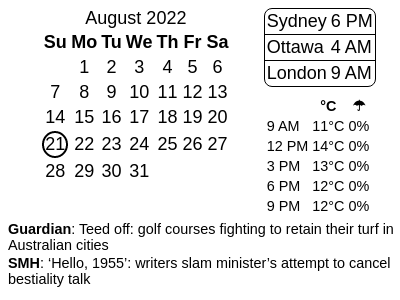 August 2022
Su Mo Tu We Th Fr Sa
1 2 3 4 5 6
7 8 9 10 11 12 13
14 15 16 17 18 19 20
21 22 23 24 25 26 27
28 29 30 31
Sydney 6 PM
Ottawa 4 AM
London 9 AM
°C ☂
9 AM 11°C 0%
12 PM 14°C 0%
3 PM 13°C 0%
6 PM 12°C 0%
9 PM 12°C 0%
Guardian: Teed off: golf courses fighting to retain their turf in
Australian cities
SMH: ‘Hello, 1955’: writers slam minister’s attempt to cancel
bestiality talk